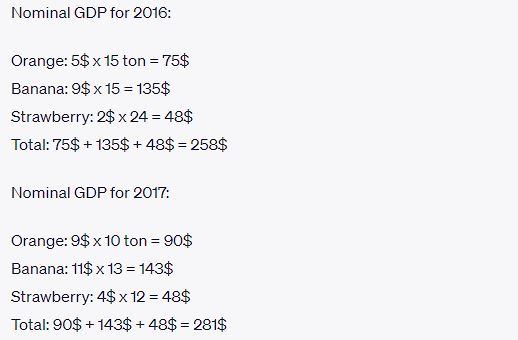 Nominal GDP for 2016:
Orange: 5$ x 15 ton = 75$
Banana: 9$ x 15 = 135$
Strawberry: 2$ x 24 = 48$
Total: 75$ + 135$ + 48$ = 258$
Nominal GDP for 2017:
Orange: 9$ x 10 ton = 90$
Banana: 11$ x 13 = 143$
Strawberry: 4$ x 12 = 48$
Total: 90$ + 143$ + 48$ = 281$